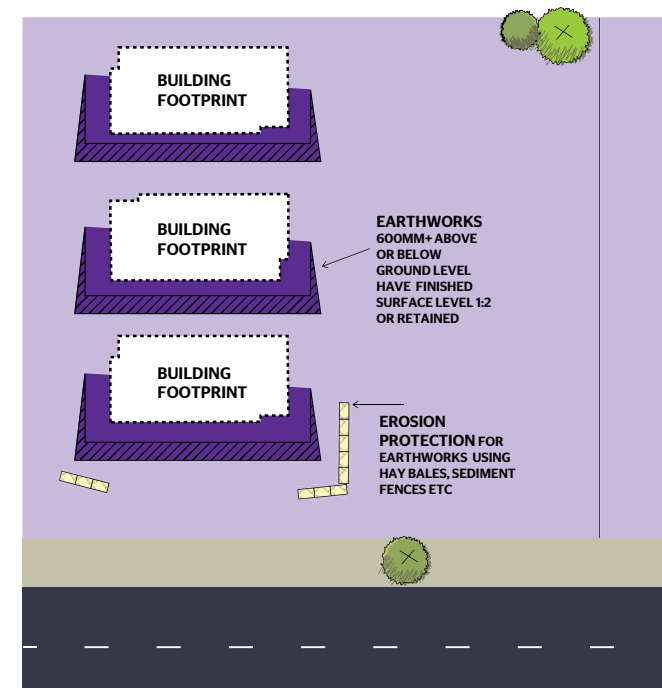 BUILDING
FOOTPRINT
BUILDING
FOOTPRINT
EARTHWORKS
600MM+ ABOVE
OR BELOW
GROUND LEVEL
HAVE FINISHED
SURFACE LEVEL 1:2
OR RETAINED
BUILDING
FOOTPRINT
EROSION
PROTECTION FOR
EARTHWORKS USING
HAY BALES, SEDIMENT
FENCES ETC